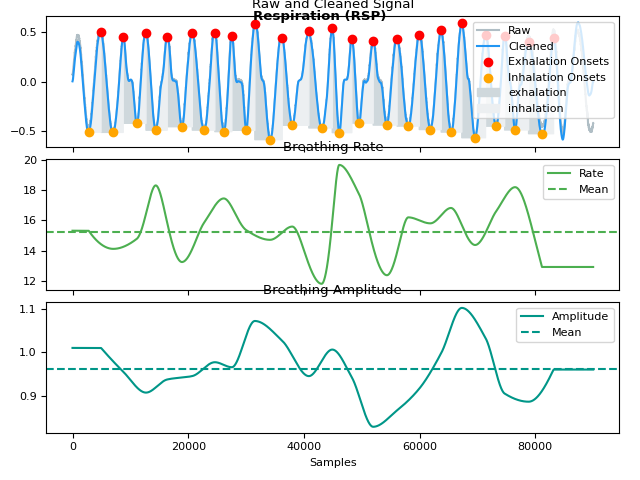 Raw and Cleaned Signal
Respiration (RSP)
0.5
0.0
−0.5
Raw
Cleaned
Exhalation Onsets
Inhalation Onsets
exhalation
inhalation
Breathing Rate
20
18
16
14
12
Rate
Mean
Breathing Amplitude
1.1
1.0
0.9
Amplitude
Mean
0 20000 40000 60000 80000
Samples